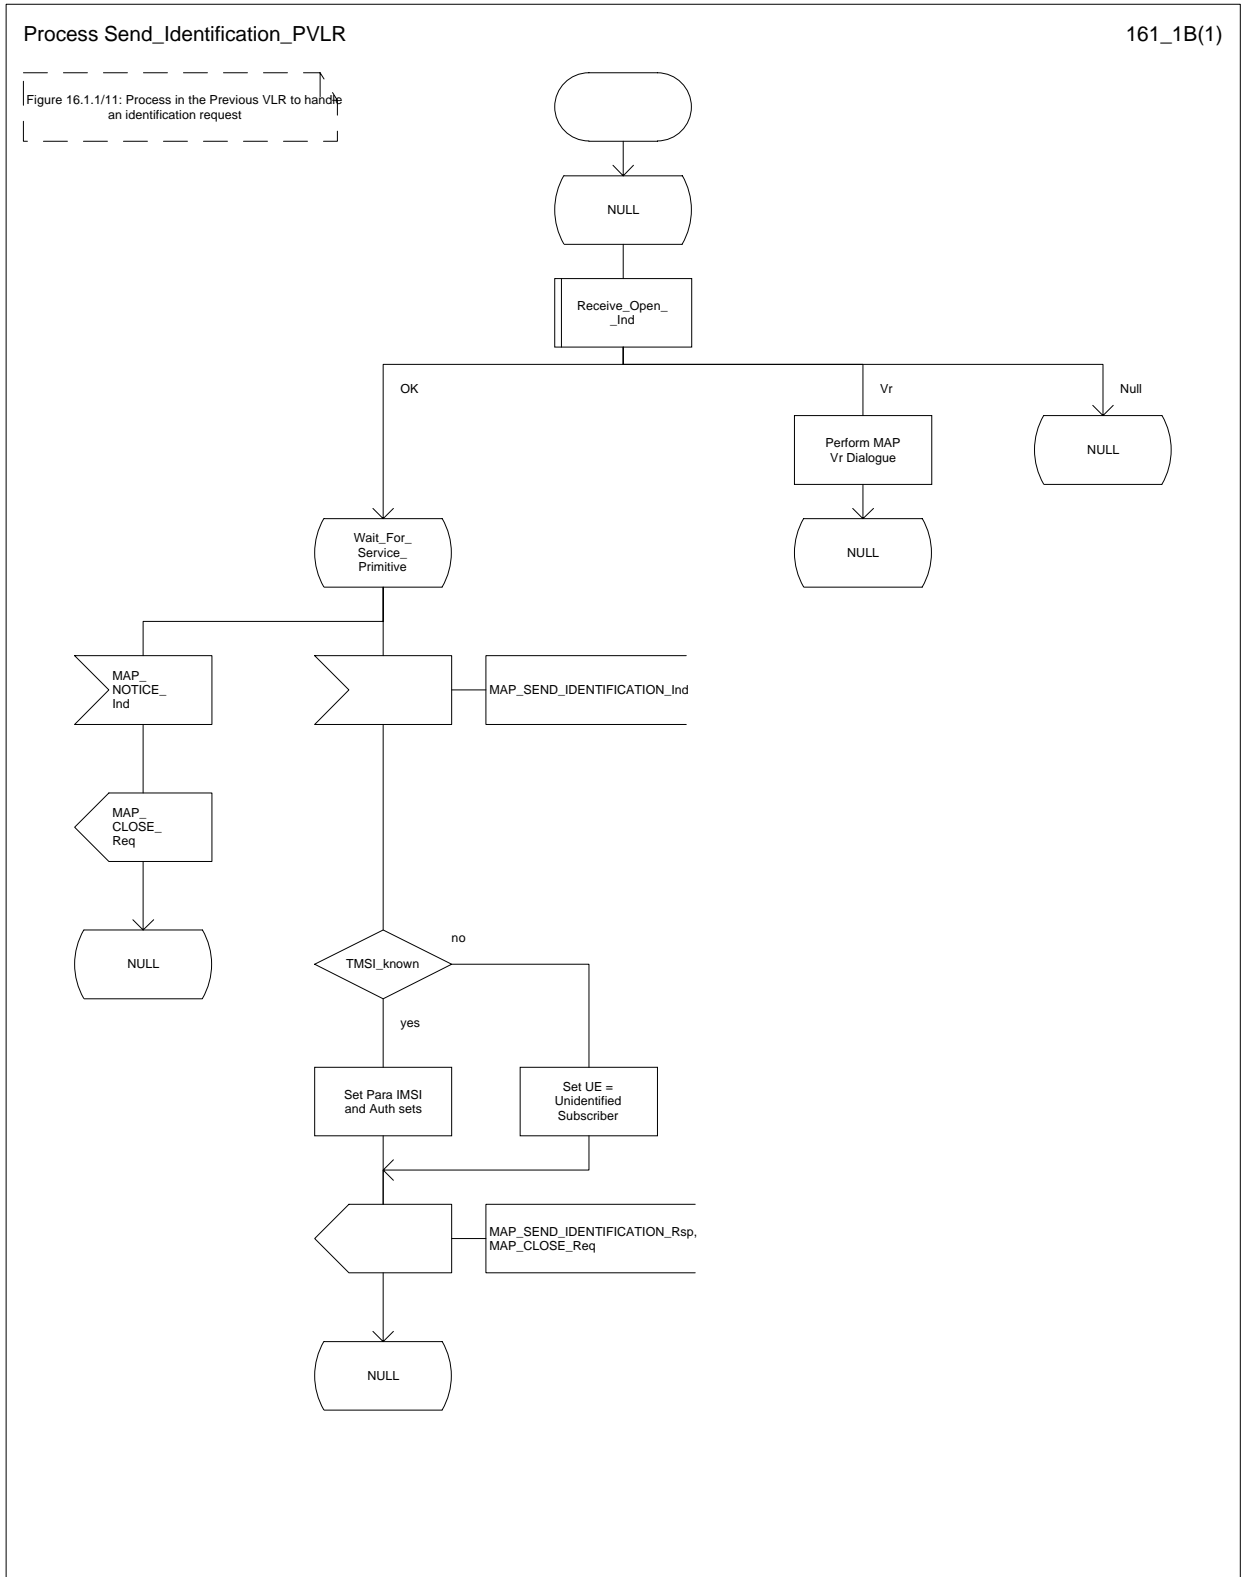 Process Send_Identification_PVLR
161_1B(1)
Figure 16.1.1/11: Process in the Previous VLR to handle
an identification request
NULL
Receive_Open_
_Ind
OK
Vr
Null
Perform MAP
Vr Dialogue
NULL
Wait_For_
Service_
Primitive
NULL
MAP_
NOTICE_
Ind
MAP_SEND_IDENTIFICATION_Ind
MAP_
CLOSE_
Req
NULL
TMSI_known
no
yes
Set Para IMSI
and Auth sets
Set UE =
Unidentified
Subscriber
MAP_SEND_IDENTIFICATION_Rsp,
MAP_CLOSE_Req
NULL